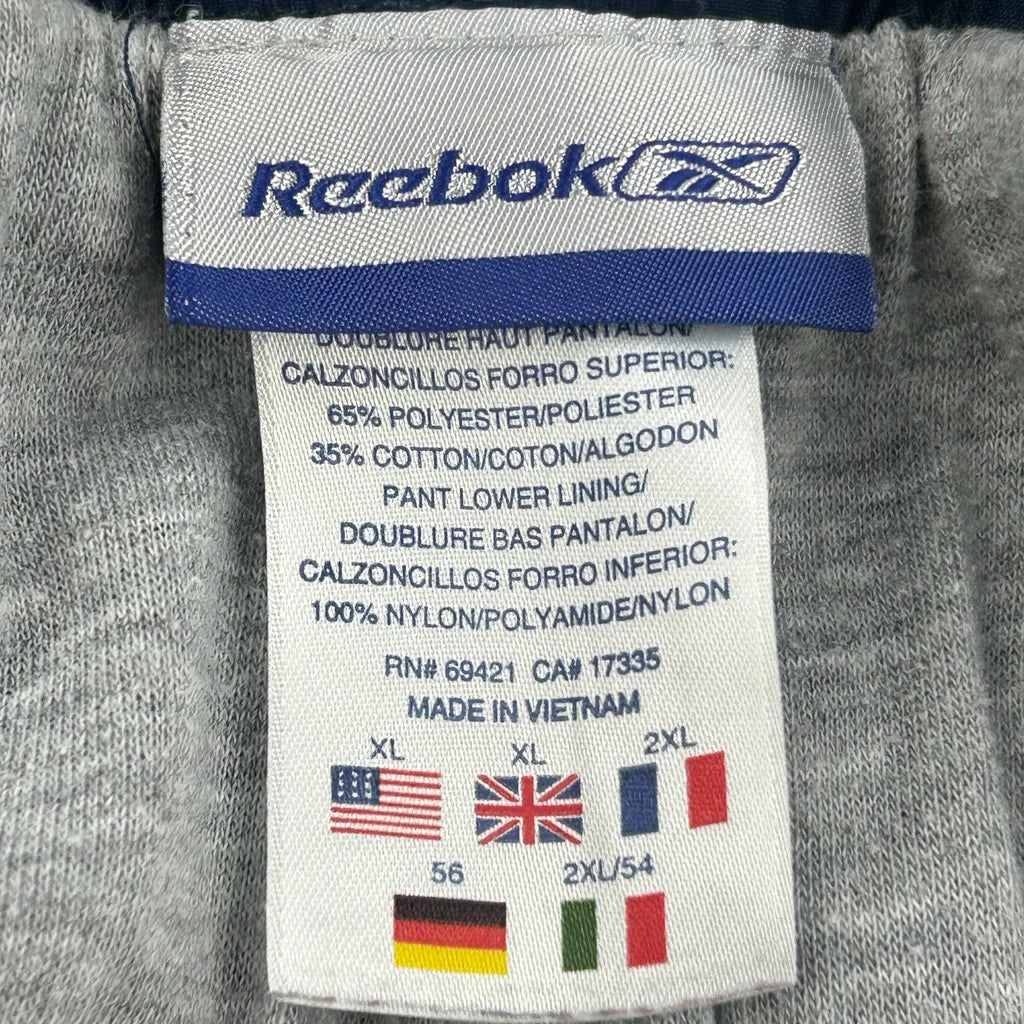 Reebok
DOUBLURE HAUT PANTALON/
CALZONCILLOS FORRO SUPERIOR:
65% POLYESTER/POLIESTER
35% COTTON/COTON/ALGODON
PANT LOWER LINING/
DOUBLURE BAS PANTALON/
CALZONCILLOS FORRO INFERIOR:
100% NYLON/POLYAMIDE/NYLON
RN# 69421 CA# 17335
MADE IN VIETNAM
XL XL 2XL
56 2XL/54